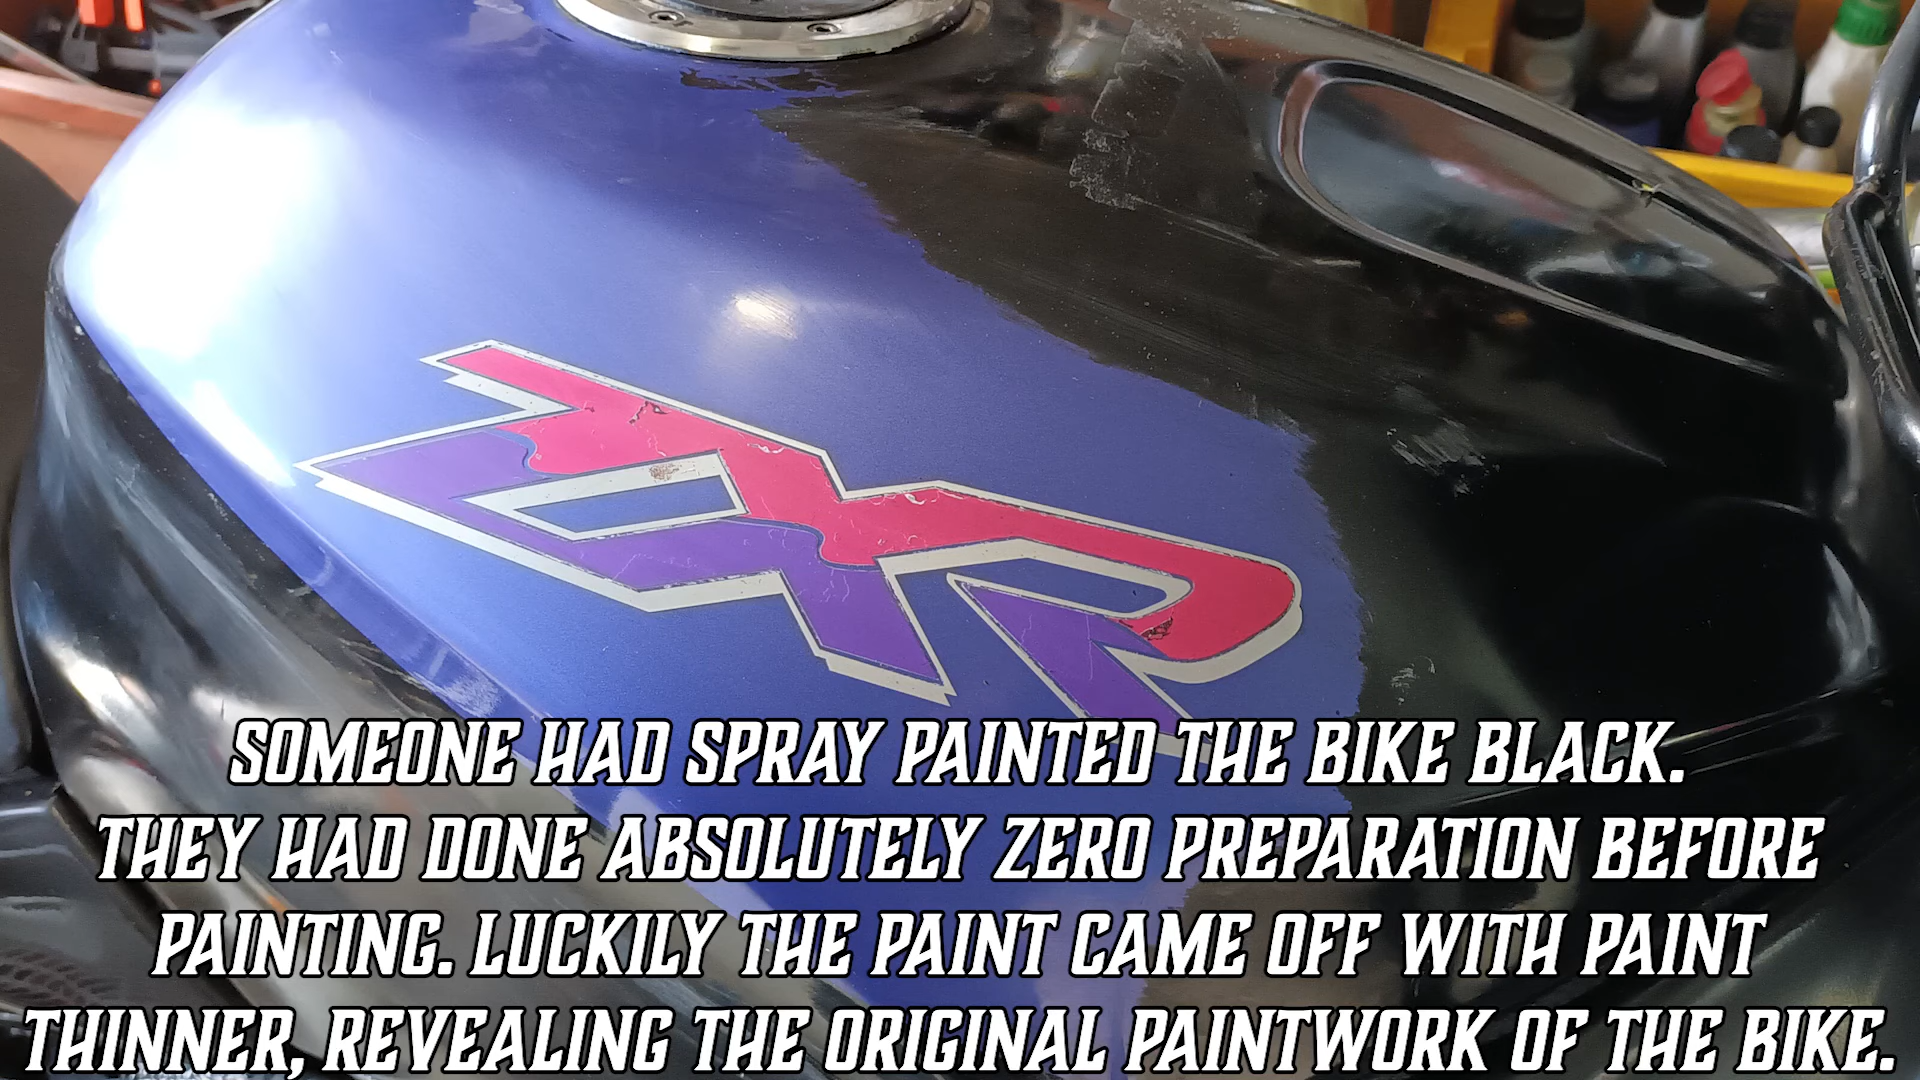 ZXR
SOMEONE HAD SPRAY PAINTED THE BIKE BLACK.
THEY HAD DONE ABSOLUTELY ZERO PREPARATION BEFORE
PAINTING. LUCKILY THE PAINT CAME OFF WITH PAINT
THINNER, REVEALING THE ORIGINAL PAINTWORK OF THE BIKE.